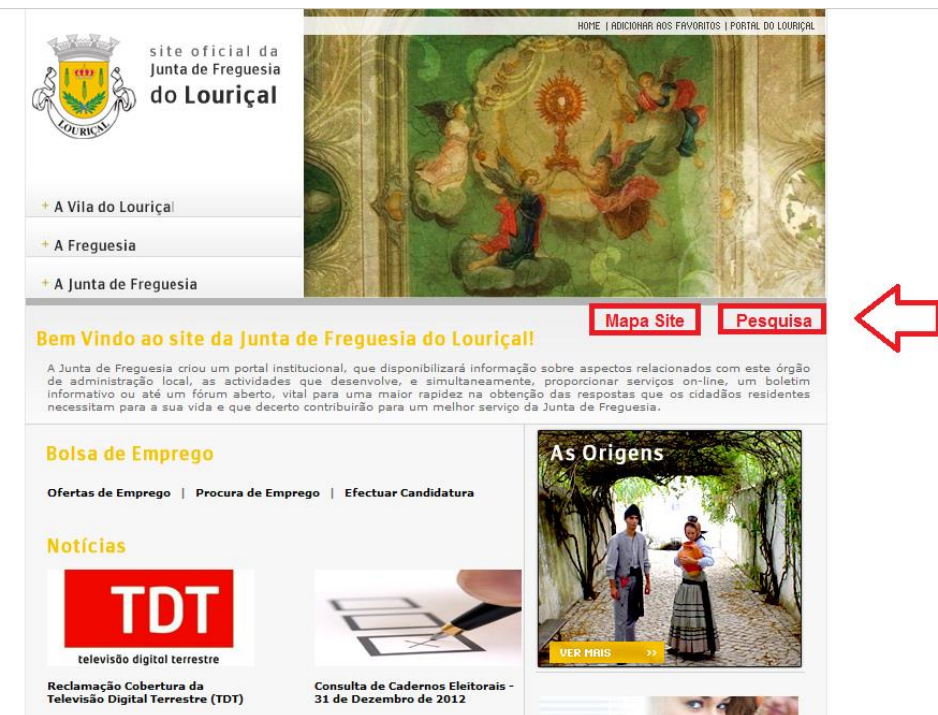 HOME | ADICIONAR AOS FAVORITOS | PORTAL DO LOURIÇAL
site oficial da
Junta de Freguesia
do Louriçal
LOURIÇAL
+ A Vila do Louriçal
+ A Freguesia
+ A Junta de Freguesia
Mapa Site
Pesquisa
Bem Vindo ao site da Junta de Freguesia do Louriçal!
A Junta de Freguesia criou um portal institucional, que disponibilizará informação sobre aspectos relacionados com este órgão
de administração local, as actividades que desenvolve, e simultaneamente, proporcionar serviços on-line, um boletim
informativo ou até um fórum aberto, vital para uma maior rapidez na obtenção das respostas que os cidadãos residentes
necessitam para a sua vida e que decerto contribuirão para um melhor serviço da Junta de Freguesia.
Bolsa de Emprego
Ofertas de Emprego | Procura de Emprego | Efectuar Candidatura
Notícias
TDT
televisão digital terrestre
Reclamação Cobertura da
Televisão Digital Terrestre (TDT)
Consulta de Cadernos Eleitorais -
31 de Dezembro de 2012
As Origens
VER MAIS >>